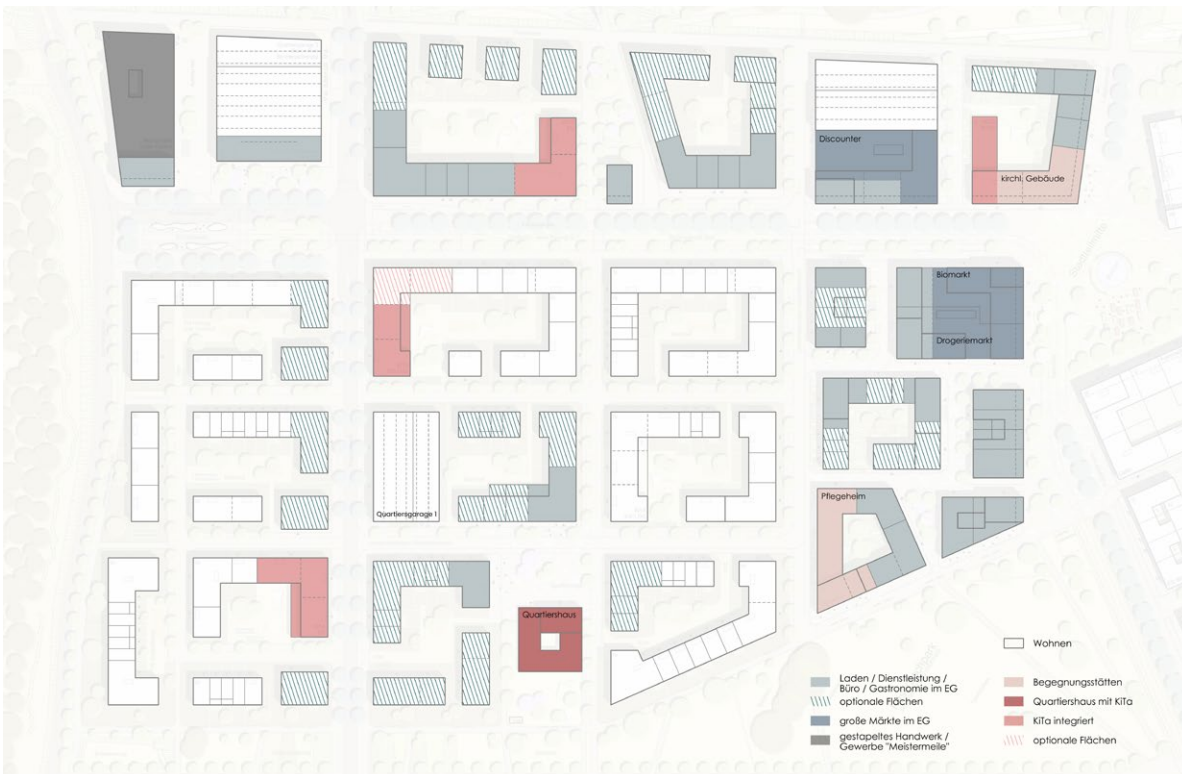 Discounter
kirchl. Gebäude
Biomarkt
Drogeriemarkt
Quartiersgarage 1
Pflegeheim
Quartiershaus
Wohnen
Laden / Dienstleistung /
Büro / Gastronomie im EG
optionale Flächen
große Märkte im EG
gestapeltes Handwerk /
Gewerbe "Meistermeile"
Begegnungsstätten
Quartiershaus mit KiTa
KiTa integriert
optionale Flächen